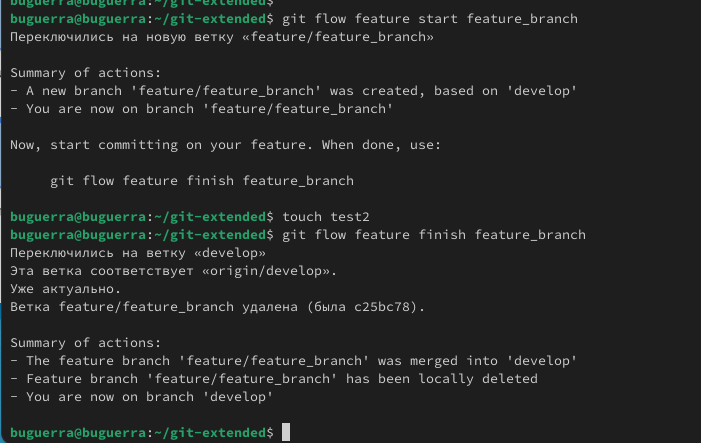 buguerra@buguerra:~/git-extended$
buguerra@buguerra:~/git-extended$ git flow feature start feature_branch
Переключились на новую ветку «feature/feature_branch»
Summary of actions:
- A new branch 'feature/feature_branch' was created, based on 'develop'
- You are now on branch 'feature/feature_branch'
Now, start committing on your feature. When done, use:
git flow feature finish feature_branch
buguerra@buguerra:~/git-extended$ touch test2
buguerra@buguerra:~/git-extended$ git flow feature finish feature_branch
Переключились на ветку «develop»
Эта ветка соответствует «origin/develop».
Уже актуально.
Ветка feature/feature_branch удалена (была c25bc78).
Summary of actions:
- The feature branch 'feature/feature_branch' was merged into 'develop'
- Feature branch 'feature/feature_branch' has been locally deleted
- You are now on branch 'develop'
buguerra@buguerra:~/git-extended$